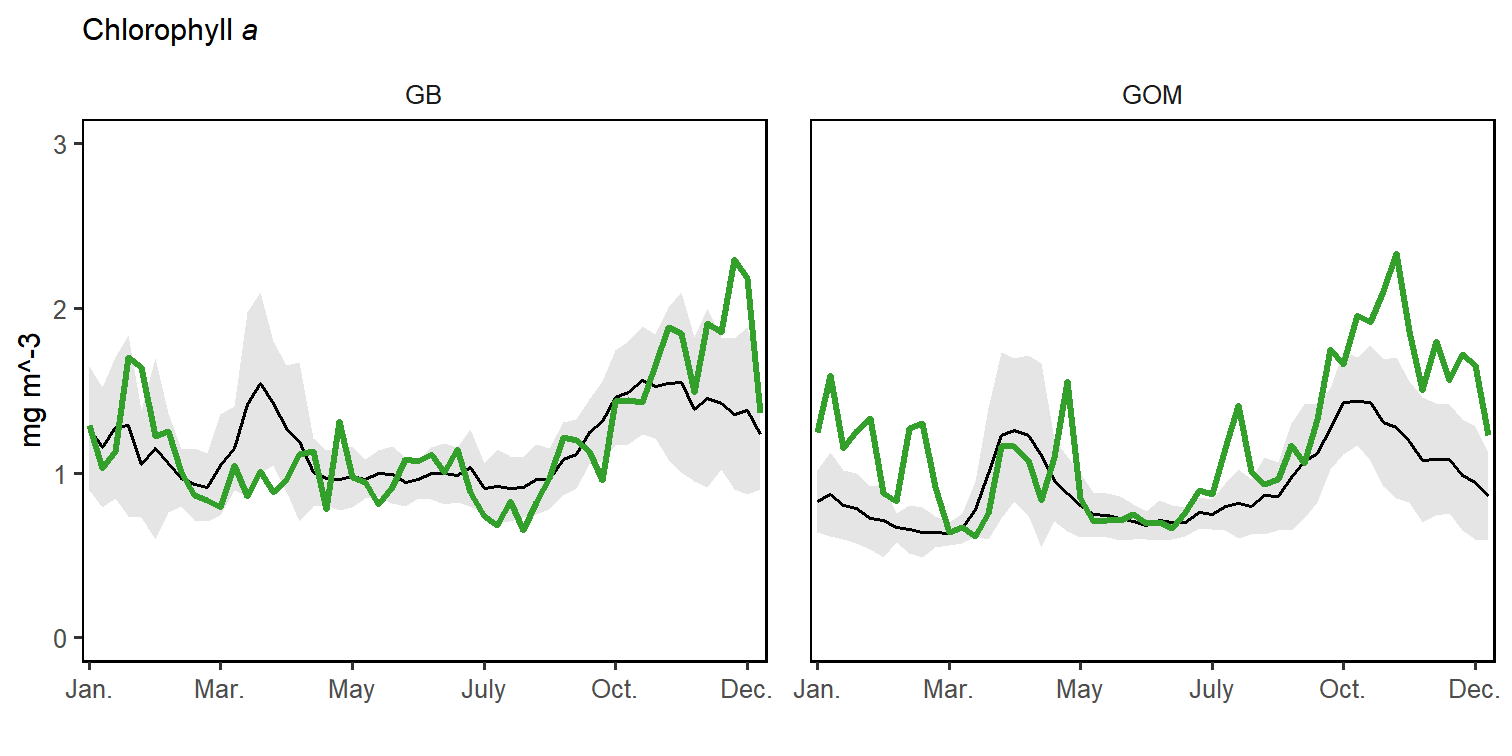 Chlorophyll a
GB
GOM
mg m^-3
3
2
1
0
Jan. Mar. May July Oct. Dec.
Jan. Mar. May July Oct. Dec.